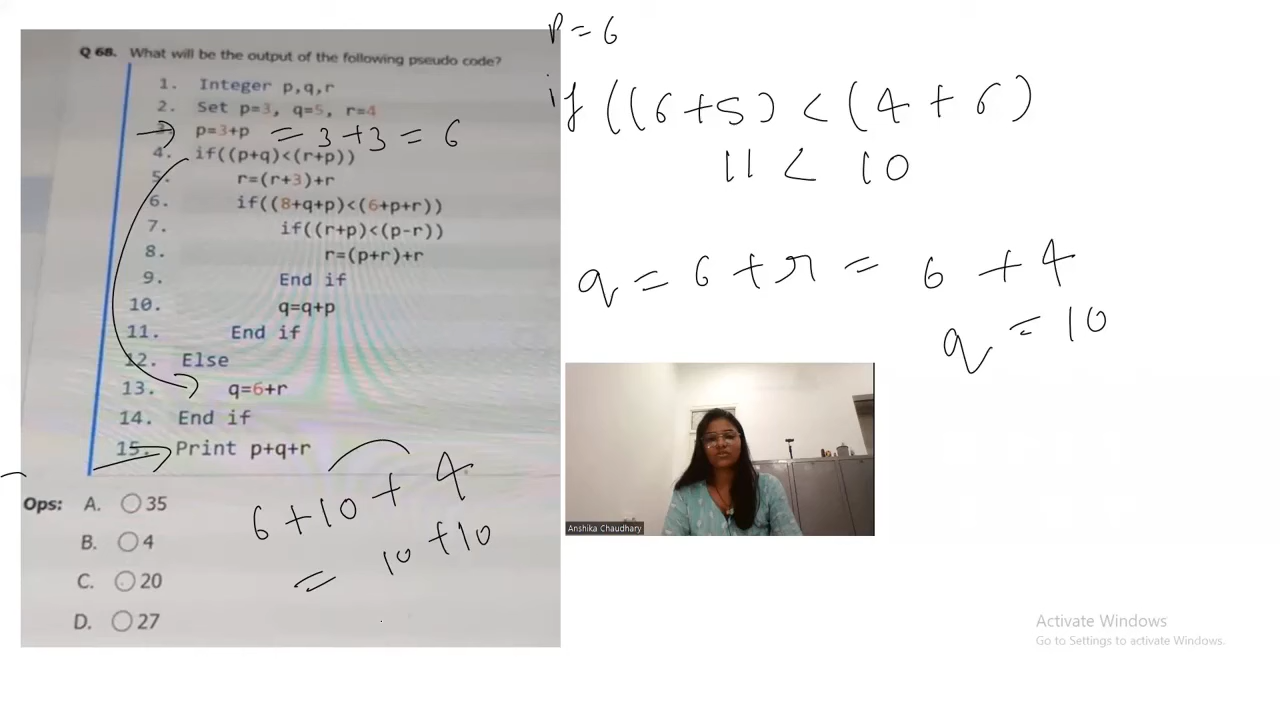 Q 68. What will be the output of the following pseudo code?
1. Integer p,q,r
2. Set p=3, q=5, r=4
3. p=3+p = 3+3 = 6
4. if((p+q)<(r+p))
5. r=(r+3)+r
6. if((8+q+p)<(6+p+r))
7. if((r+p)<(p-r))
8. r=(p+r)+r
9. End if
10. q=q+p
11. End if
12. Else
13. q=6+r
14. End if
15. Print p+q+r
Ops: A. 35
B. 4
C. 20
D. 27
6+10+4
= 10+10
P = 6
if ((6+5) < (4+6)
11 < 10
q = 6+r = 6 + 4
q = 10
Anshika Chaudhary
Activate Windows
Go to Settings to activate Windows.